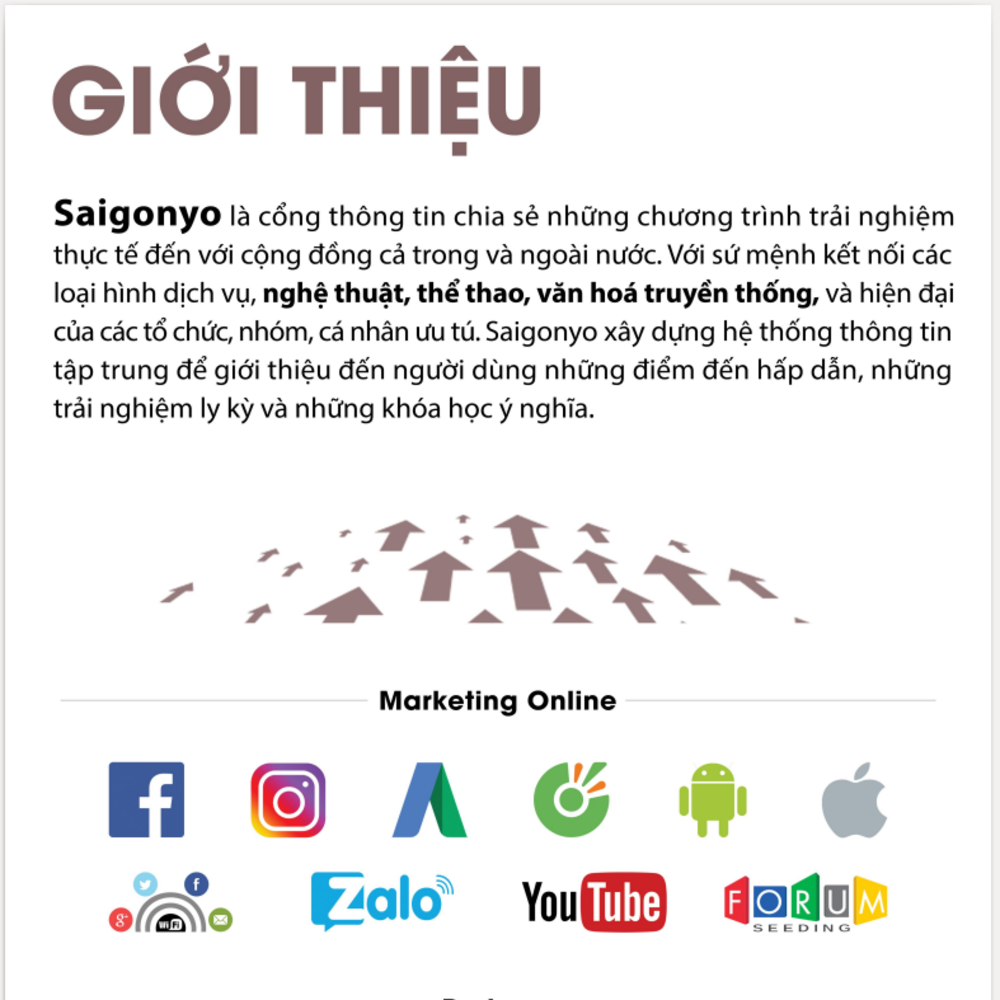 GIỚI THIỆU
Saigonyo là cổng thông tin chia sẻ những chương trình trải nghiệm
thực tế đến với cộng đồng cả trong và ngoài nước. Với sứ mệnh kết nối các
loại hình dịch vụ, nghệ thuật, thể thao, văn hoá truyền thống, và hiện đại
của các tổ chức, nhóm, cá nhân ưu tú. Saigonyo xây dựng hệ thống thông tin
tập trung để giới thiệu đến người dùng những điểm đến hấp dẫn, những
trải nghiệm ly kỳ và những khóa học ý nghĩa.
Marketing Online
WiFi
Zalo
YouTube
FORUM
SEEDING